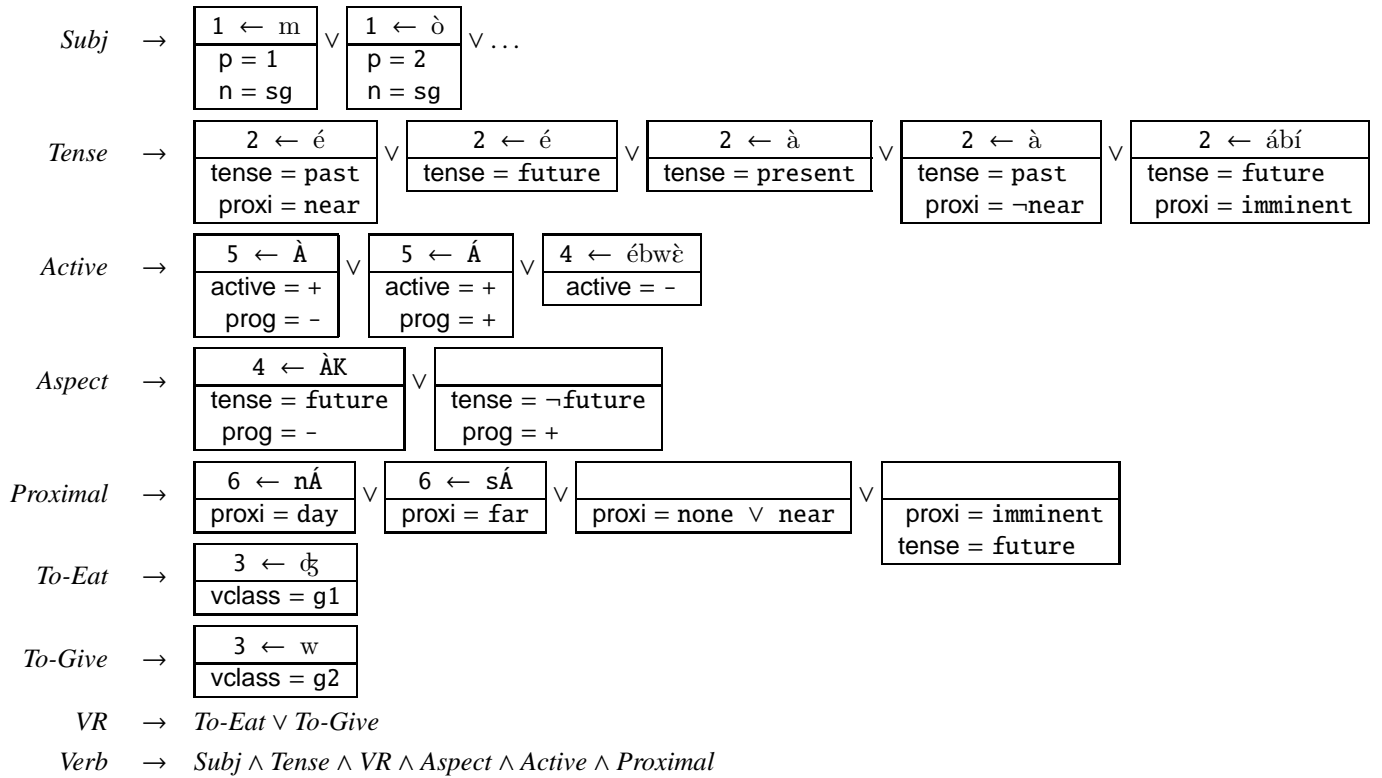 Subj → 1 ← m ∨ 1 ← ò ∨ ...
p = 1 p = 2
n = sg n = sg
Tense → 2 ← é ∨ 2 ← é ∨ 2 ← à ∨ 2 ← à ∨ 2 ← ábí
tense = past tense = future tense = present tense = past tense = future
proxi = near proxi = ¬near proxi = imminent
Active → 5 ← À ∨ 5 ← Á ∨ 4 ← ébwɛ̀
active = + active = + active = -
prog = - prog = +
Aspect → 4 ← ÀK ∨
tense = future tense = ¬future
prog = - prog = +
Proximal → 6 ← nÁ ∨ 6 ← sÁ ∨ ∨
proxi = day proxi = far proxi = none ∨ near proxi = imminent
tense = future
To-Eat → 3 ← ʤ
vclass = g1
To-Give → 3 ← w
vclass = g2
VR → To-Eat ∨ To-Give
Verb → Subj ∧ Tense ∧ VR ∧ Aspect ∧ Active ∧ Proximal